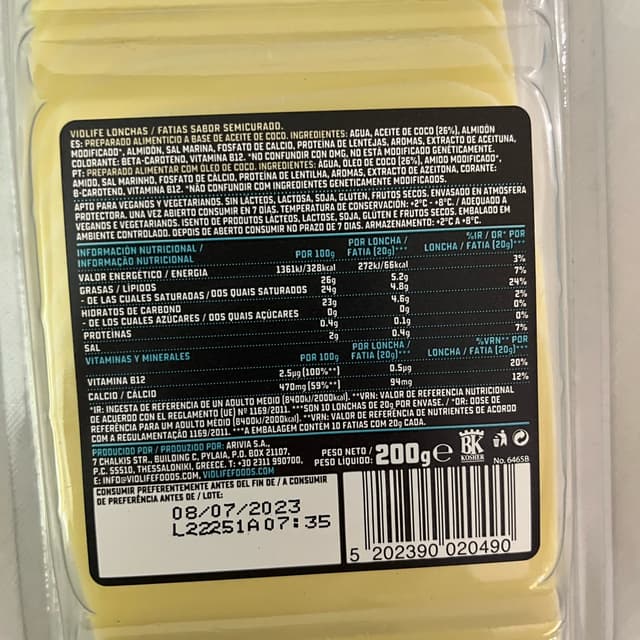 VIOLIFE LONCHAS / FATIAS SABOR SEMICURADO.
ES: PREPARADO ALIMENTICIO A BASE DE ACEITE DE COCO. INGREDIENTES: AGUA, ACEITE DE COCO (26%), ALMIDÓN
MODIFICADO*, ALMIDÓN, SAL MARINA, FOSFATO DE CALCIO, PROTEÍNA DE LENTEJAS, AROMAS, EXTRACTO DE ACEITUNA,
COLORANTE: BETA-CAROTENO, VITAMINA B12. *NO CONFUNDIR CON OMG. NO ESTÁ MODIFICADO GENÉTICAMENTE.
PT: PREPARADO ALIMENTAR COM ÓLEO DE COCO. INGREDIENTES: ÁGUA, ÓLEO DE COCO (26%), AMIDO MODIFICADO*,
AMIDO, SAL MARINHO, FOSFATO DE CÁLCIO, PROTEÍNA DE LENTILHA, AROMAS, EXTRACTO DE AZEITONA, CORANTE:
B-CAROTENO, VITAMINA B12. *NÃO CONFUNDIR COM INGREDIENTES GENETICAMENTE MODIFICADOS.
APTO PARA VEGANOS Y VEGETARIANOS. SIN LÁCTEOS, LACTOSA, SOJA, GLUTEN, FRUTOS SECOS. ENVASADO EN ATMÓSFERA
PROTECTORA. UNA VEZ ABIERTO CONSUMIR EN 7 DÍAS. TEMPERATURA DE CONSERVACIÓN: +2°C - +8°C. / ADEQUADO A
VEGANOS E VEGETARIANOS. ISENTO DE PRODUTOS LÁCTEOS, LACTOSE, SOJA, GLÚTEN E FRUTOS SECOS. EMBALADO EM
AMBIENTE CONTROLADO. DEPOIS DE ABERTO CONSUMIR NO PRAZO DE 7 DIAS. ARMAZENAMENTO: +2°C A +8°C.
INFORMACIÓN NUTRICIONAL / INFORMAÇÃO NUTRICIONAL POR 100g POR LONCHA / FATIA (20g)*** %IR / DR* POR LONCHA / FATIA (20g)***
VALOR ENERGÉTICO / ENERGIA 1361kJ/328kcal 272kJ/66kcal 3%
GRASAS / LÍPIDOS 26g 5.2g 7%
- DE LAS CUALES SATURADAS / DOS QUAIS SATURADOS 24g 4.8g 24%
HIDRATOS DE CARBONO 23g 4.6g 2%
- DE LOS CUALES AZÚCARES / DOS QUAIS AÇÚCARES 0g 0g 0%
PROTEÍNAS 0.4g 0.1g 0%
SAL 2g 0.4g 7%
VITAMINAS Y MINERALES POR 100g POR LONCHA / FATIA (20g)*** %VRN** POR LONCHA / FATIA (20g)***
VITAMINA B12 2.5µg (100%**) 0.5µg 20%
CALCIO / CÁLCIO 470mg (59%**) 94mg 12%
*IR: INGESTA DE REFERENCIA DE UN ADULTO MEDIO (8400kJ/2000kcal). **VRN: VALOR DE REFERENCIA NUTRICIONAL
DE ACUERDO CON EL REGLAMENTO (UE) Nº 1169/2011. ***SON 10 LONCHAS DE 20g POR ENVASE. / *DR: DOSE DE
REFERÊNCIA PARA UM ADULTO MÉDIO (8400kJ/2000kcal). **VRN: VALOR DE REFERÊNCIA DE NUTRIENTES DE ACORDO
COM A REGULAMENTAÇÃO 1169/2011. ***A EMBALAGEM CONTÉM 10 FATIAS COM 20g CADA.
PRODUCIDO POR / PRODUZIDO POR: ARIVIA S.A.,
7 CHALKIS STR., BUILDING C, PYLAIA, P.O. BOX 21107,
P.C. 55510, THESSALONIKI, GREECE. T: +30 2311 990700,
E: INFO@VIOLIFEFOODS.COM, VIOLIFEFOODS.COM
PESO NETO /
PESO LÍQUIDO: 200g e
BK
KOSHER
No. 6465B
CONSUMIR PREFERENTEMENTE ANTES DEL FIN DE / A CONSUMIR
DE PREFERÊNCIA ANTES DE / LOTE:
08/07/2023
L22251A07:35
5 202390 020490